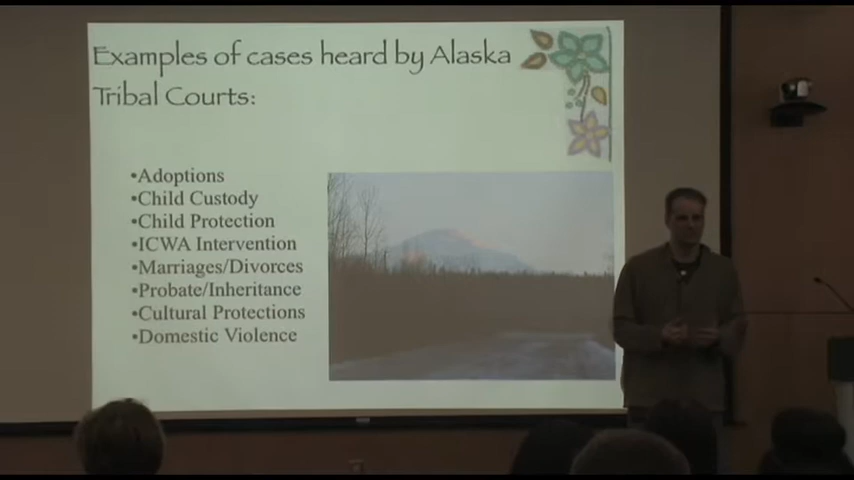 Examples of cases heard by Alaska
Tribal Courts:
•Adoptions
•Child Custody
•Child Protection
•ICWA Intervention
•Marriages/Divorces
•Probate/Inheritance
•Cultural Protections
•Domestic Violence